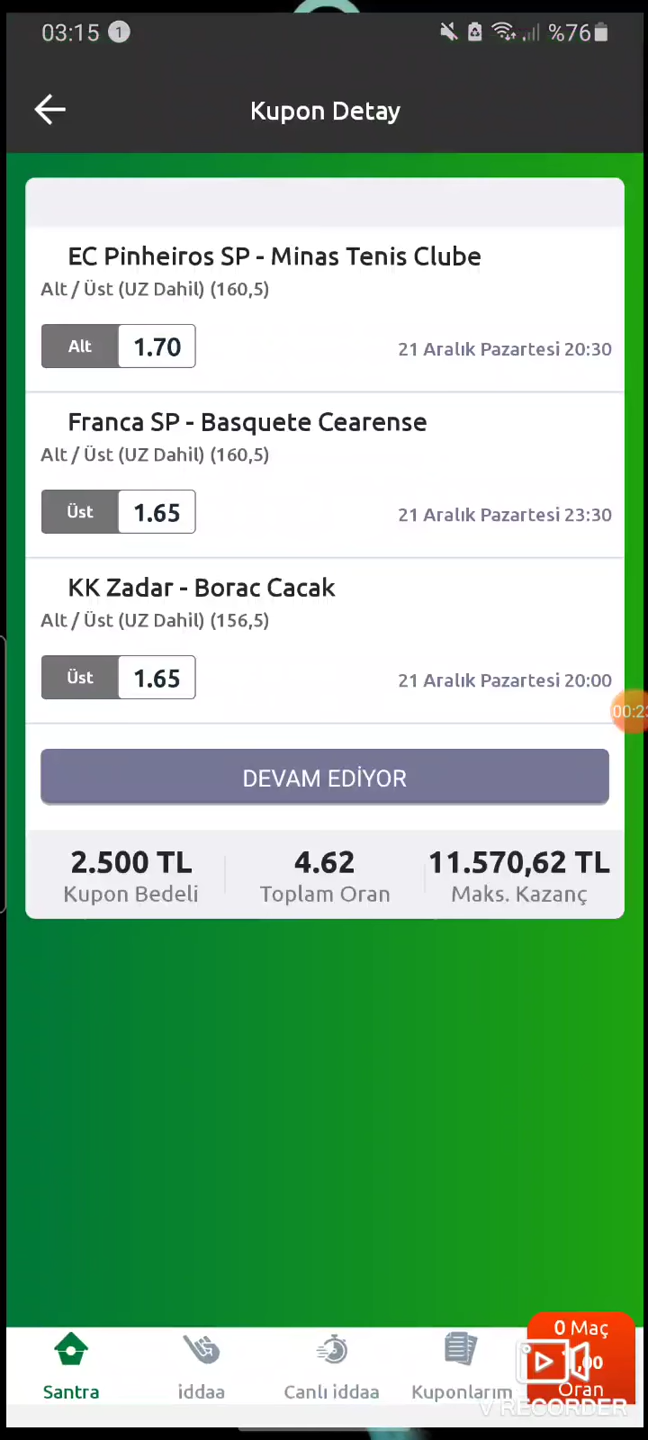 03:15 1 %76
Kupon Detay
EC Pinheiros SP - Minas Tenis Clube
Alt / Üst (UZ Dahil) (160,5)
Alt 1.70 21 Aralık Pazartesi 20:30
Franca SP - Basquete Cearense
Alt / Üst (UZ Dahil) (160,5)
Üst 1.65 21 Aralık Pazartesi 23:30
KK Zadar - Borac Cacak
Alt / Üst (UZ Dahil) (156,5)
Üst 1.65 21 Aralık Pazartesi 20:00
DEVAM EDİYOR
2.500 TL 4.62 11.570,62 TL
Kupon Bedeli Toplam Oran Maks. Kazanç
0 Maç
Oran
Santra iddaa Canlı iddaa Kuponlarım
V RECORDER